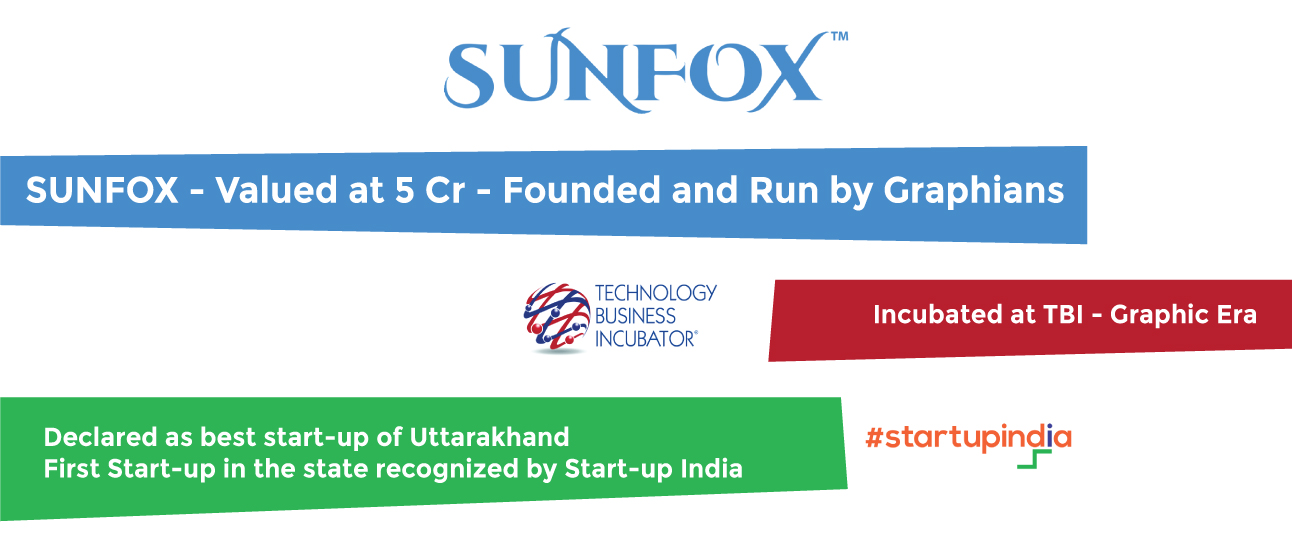 SUNFOX™
SUNFOX - Valued at 5 Cr - Founded and Run by Graphians
TECHNOLOGY
BUSINESS
INCUBATOR®
Incubated at TBI - Graphic Era
Declared as best start-up of Uttarakhand
First Start-up in the state recognized by Start-up India
#startupindia